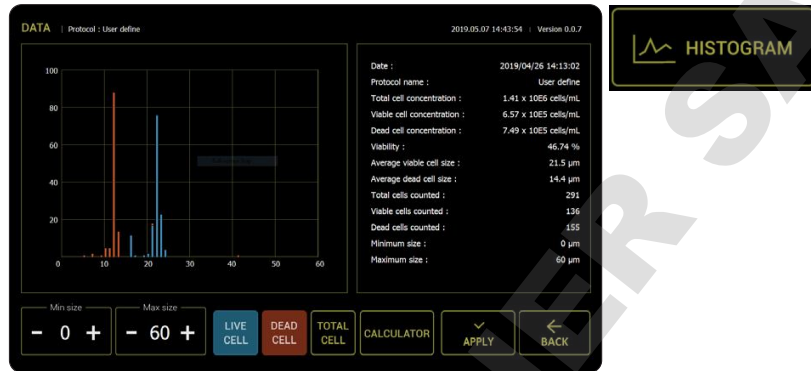 DATA | Protocol : User define
2019.05.07 14:43:54 | Version 0.0.7
HISTOGRAM
100
80
60
40
20
0 10 20 30 40 50 60
Date : 2019/04/26 14:13:02
Protocol name : User define
Total cell concentration : 1.41 x 10E6 cells/mL
Viable cell concentration : 6.57 x 10E5 cells/mL
Dead cell concentration : 7.49 x 10E5 cells/mL
Viability : 46.74 %
Average viable cell size : 21.5 μm
Average dead cell size : 14.4 μm
Total cells counted : 291
Viable cells counted : 136
Dead cells counted : 155
Minimum size : 0 μm
Maximum size : 60 μm
Min size
- 0 +
Max size
- 60 +
LIVE
CELL
DEAD
CELL
TOTAL
CELL
CALCULATOR
APPLY
BACK